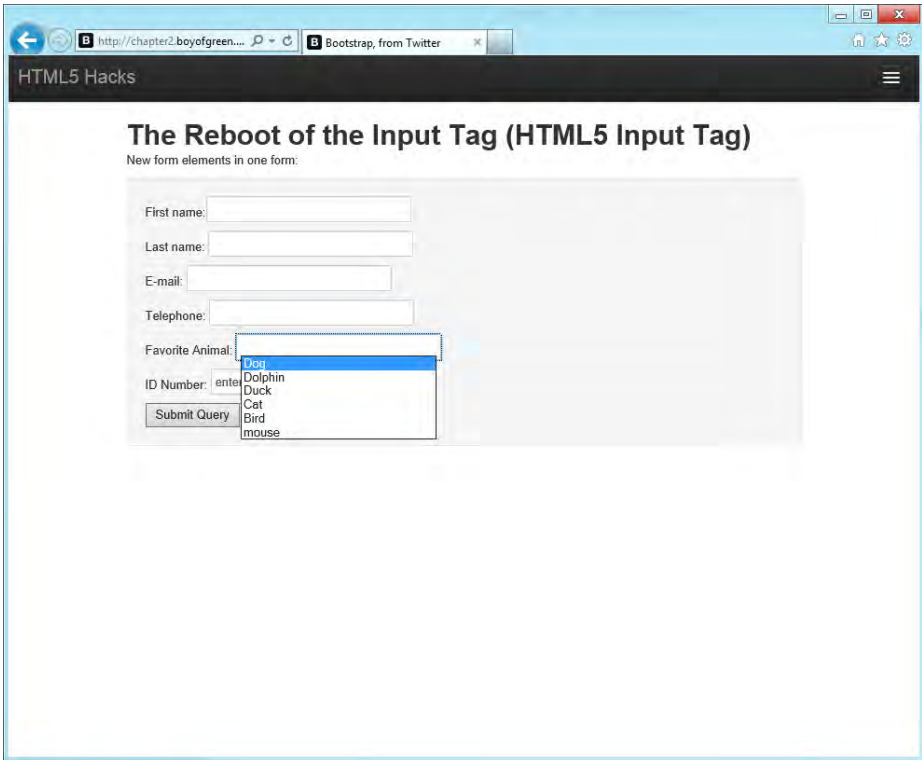 B http://chapter2.boyofgreen.... B Bootstrap, from Twitter
HTML5 Hacks
The Reboot of the Input Tag (HTML5 Input Tag)
New form elements in one form:
First name:
Last name:
E-mail:
Telephone:
Favorite Animal:
Dog
Dolphin
Duck
Cat
Bird
mouse
ID Number: enter
Submit Query